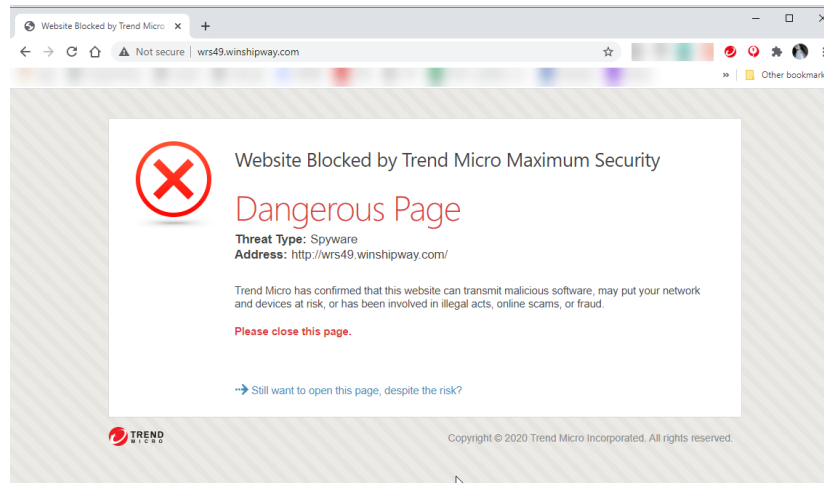 Website Blocked by Trend Micro
Not secure | wrs49.winshipway.com
» Other bookmark
Website Blocked by Trend Micro Maximum Security
Dangerous Page
Threat Type: Spyware
Address: http://wrs49.winshipway.com/
Trend Micro has confirmed that this website can transmit malicious software, may put your network
and devices at risk, or has been involved in illegal acts, online scams, or fraud.
Please close this page.
Still want to open this page, despite the risk?
TREND
MICRO
Copyright © 2020 Trend Micro Incorporated. All rights reserved.